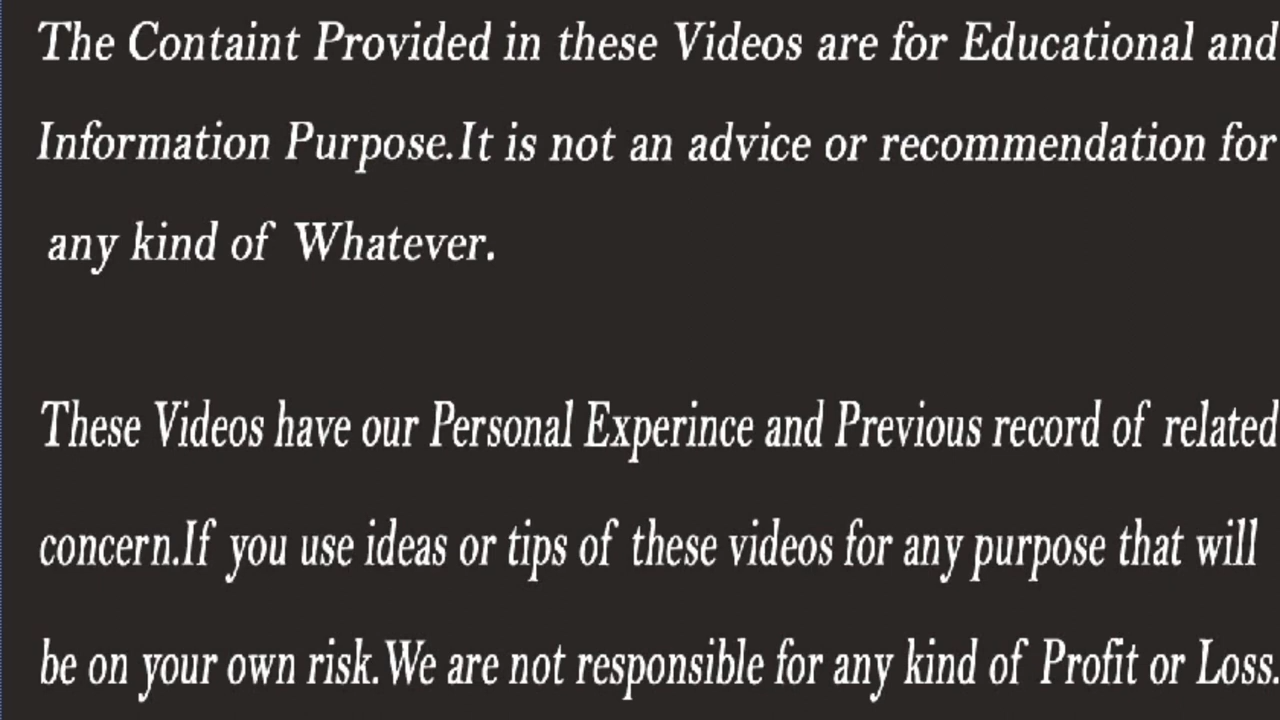 The Containt Provided in these Videos are for Educational and
Information Purpose.It is not an advice or recommendation for
any kind of Whatever.
These Videos have our Personal Experince and Previous record of related
concern.If you use ideas or tips of these videos for any purpose that will
be on your own risk.We are not responsible for any kind of Profit or Loss.